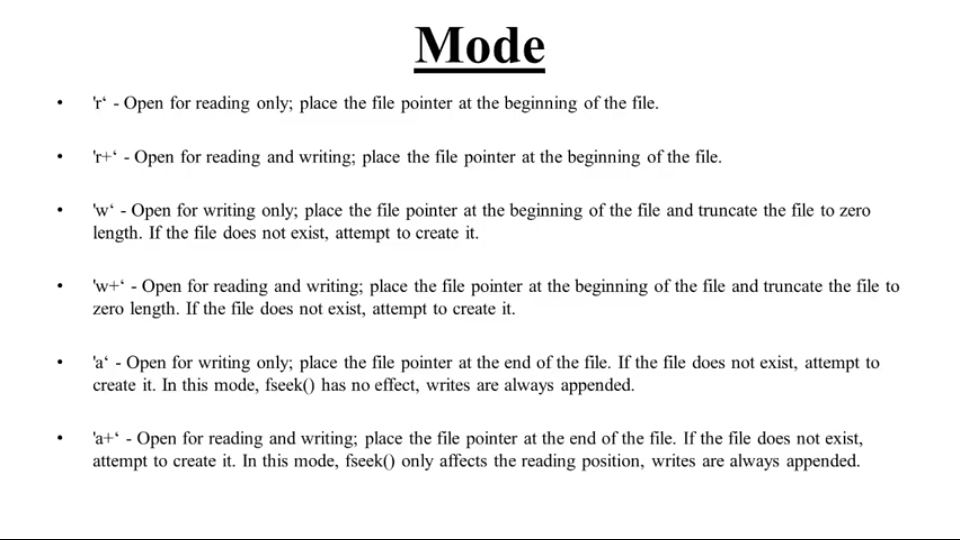 Mode
• 'r‘ - Open for reading only; place the file pointer at the beginning of the file.
• 'r+‘ - Open for reading and writing; place the file pointer at the beginning of the file.
• 'w‘ - Open for writing only; place the file pointer at the beginning of the file and truncate the file to zero
length. If the file does not exist, attempt to create it.
• 'w+‘ - Open for reading and writing; place the file pointer at the beginning of the file and truncate the file to
zero length. If the file does not exist, attempt to create it.
• 'a‘ - Open for writing only; place the file pointer at the end of the file. If the file does not exist, attempt to
create it. In this mode, fseek() has no effect, writes are always appended.
• 'a+‘ - Open for reading and writing; place the file pointer at the end of the file. If the file does not exist,
attempt to create it. In this mode, fseek() only affects the reading position, writes are always appended.